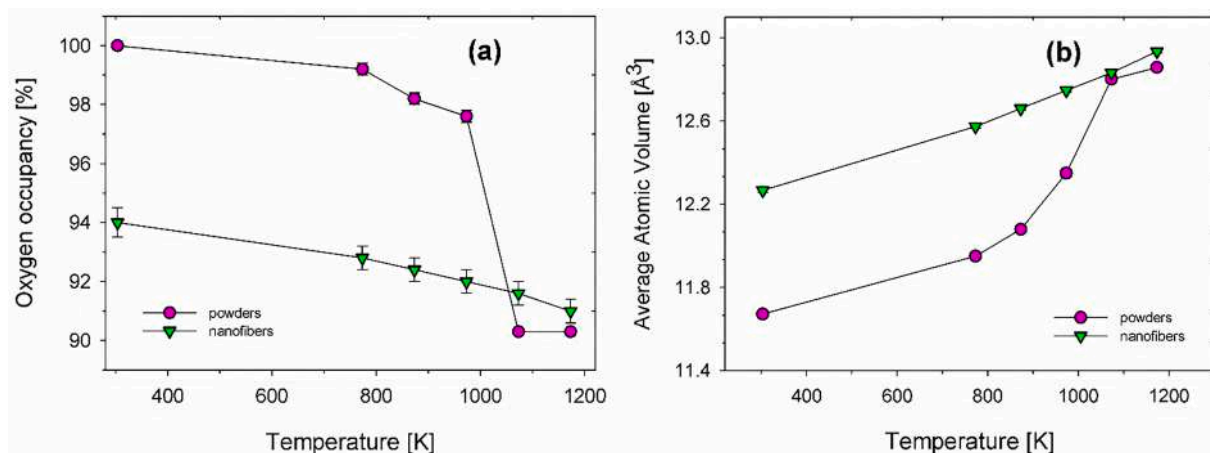 (a)
Oxygen occupancy [%]
100
98
96
94
92
90
powders
nanofibers
400
600
800
1000
1200
Temperature [K]
(b)
Average Atomic Volume [Å³]
13.0
12.6
12.2
11.8
11.4
powders
nanofibers
400
600
800
1000
1200
Temperature [K]